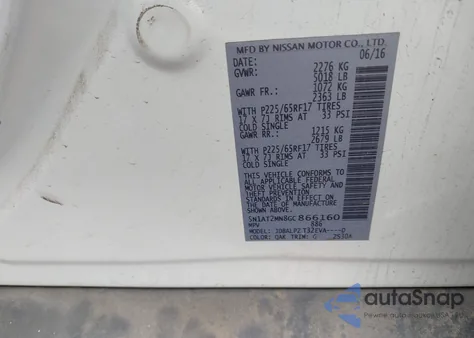 MFD BY NISSAN MOTOR CO., LTD.
DATE: 06/16
GVWR: 2276 KG
5018 LB
GAWR FR.: 1072 KG
2363 LB
WITH P225/65RF17 TIRES
17 X 7J RIMS AT 33 PSI
COLD SINGLE
GAWR RR.: 1215 KG
2679 LB
WITH P225/65RF17 TIRES
17 X 7J RIMS AT 33 PSI
COLD SINGLE
THIS VEHICLE CONFORMS TO
ALL APPLICABLE FEDERAL
MOTOR VEHICLE SAFETY AND
THEFT PREVENTION STANDARDS
IN EFFECT ON THE DATE OF
MANUFACTURE SHOWN ABOVE.
5N1AT2MN8GC866160
MPV 886
MODEL:
COLOR: QAK TRIM: G
autoSnap